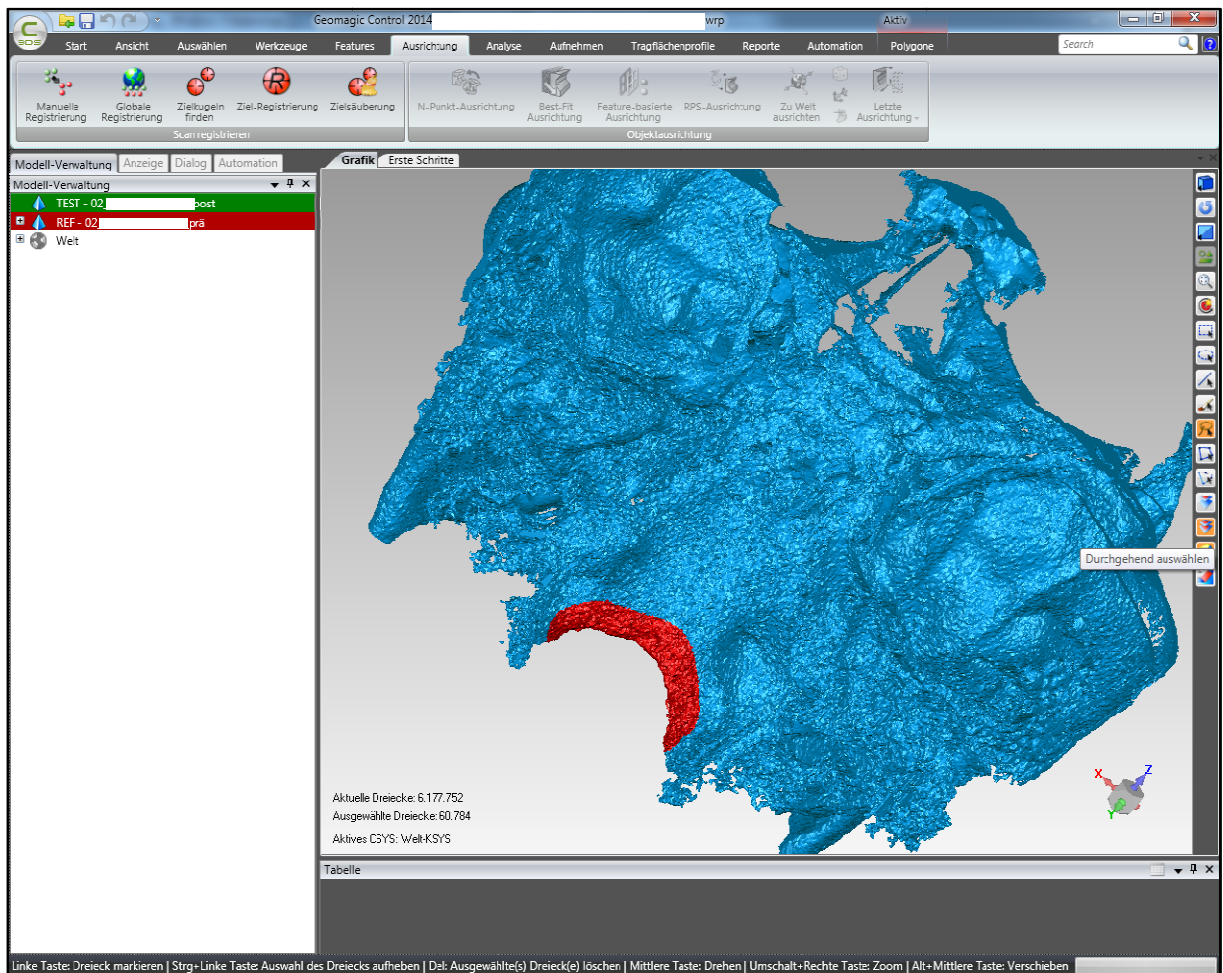 Geomagic Control 2014 wrp Aktiv
3DS
Start Ansicht Auswählen Werkzeuge Features Ausrichtung Analyse Aufnehmen Tragflächenprofile Reporte Automation Polygone Search
Manuelle Registrierung
Globale Registrierung
Zielkugeln finden
Ziel-Registrierung
Zielsäuberung
N-Punkt-Ausrichtung
Best-Fit Ausrichtung
Feature-basierte Ausrichtung
RPS-Ausrichtung
Zu Welt ausrichten
Letzte Ausrichtung
Scan registrieren
Objektausrichtung
Modell-Verwaltung Anzeige Dialog Automation
Grafik Erste Schritte
Modell-Verwaltung
TEST - 02_ post
REF - 02_ prä
Welt
Durchgehend auswählen
X Z
Y
Aktuelle Dreiecke: 6.177.752
Ausgewählte Dreiecke: 60.784
Aktives CSYS: Welt-KSYS
Tabelle
Linke Taste: Dreieck markieren | Strg+Linke Taste: Auswahl des Dreiecks aufheben | Del: Ausgewählte(s) Dreieck(e) löschen | Mittlere Taste: Drehen | Umschalt+Rechte Taste: Zoom | Alt+Mittlere Taste: Verschieben